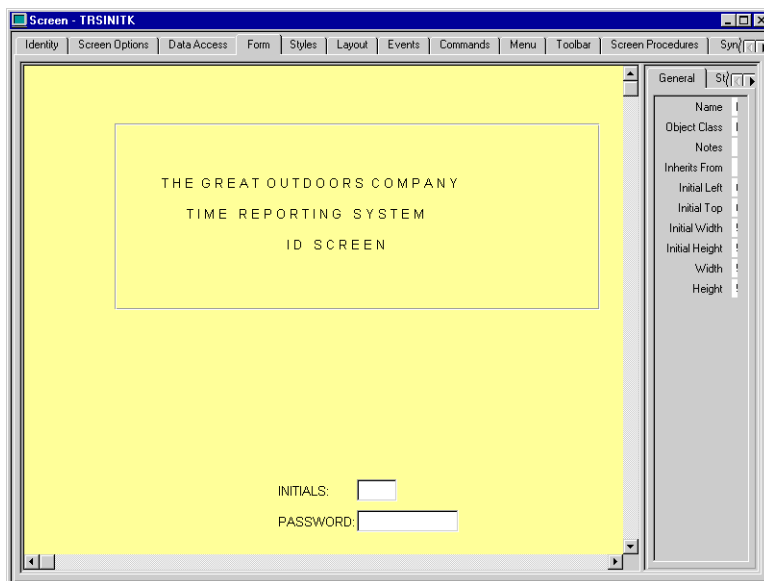 Screen - TRSINITK
Identity Screen Options Data Access Form Styles Layout Events Commands Menu Toolbar Screen Procedures
General
Name
Object Class
Notes
Inherits From
Initial Left
Initial Top
Initial Width
Initial Height
Width
Height
THE GREAT OUTDOORS COMPANY
TIME REPORTING SYSTEM
ID SCREEN
INITIALS:
PASSWORD: